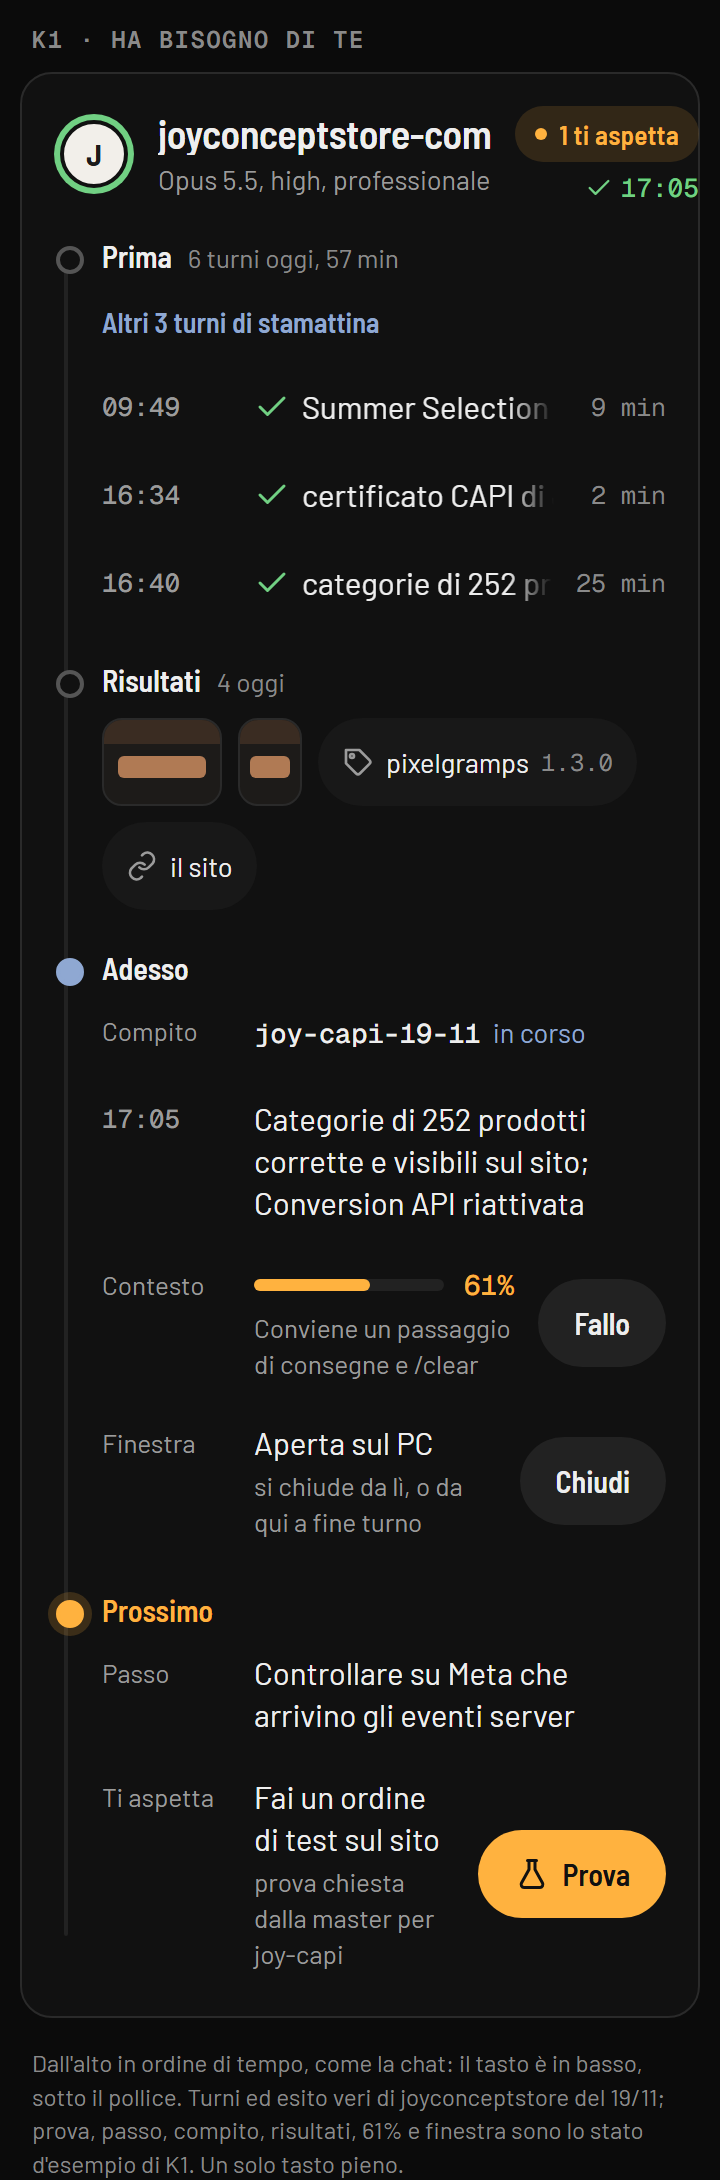 K1 · HA BISOGNO DI TE
J
joyconceptstore-com
1 ti aspetta
Opus 5.5, high, professionale
17:05
Prima 6 turni oggi, 57 min
Altri 3 turni di stamattina
09:49 Summer Selection 9 min
16:34 certificato CAPI di 2 min
16:40 categorie di 252 pr 25 min
Risultati 4 oggi
pixelgramps 1.3.0
il sito
Adesso
Compito joy-capi-19-11 in corso
17:05 Categorie di 252 prodotti
corrette e visibili sul sito;
Conversion API riattivata
Contesto 61%
Conviene un passaggio
di consegne e /clear
Fallo
Finestra Aperta sul PC
si chiude da lì, o da
qui a fine turno
Chiudi
Prossimo
Passo Controllare su Meta che
arrivino gli eventi server
Ti aspetta Fai un ordine
di test sul sito
prova chiesta
dalla master per
joy-capi
Prova
Dall'alto in ordine di tempo, come la chat: il tasto è in basso,
sotto il pollice. Turni ed esito veri di joyconceptstore del 19/11;
prova, passo, compito, risultati, 61% e finestra sono lo stato
d'esempio di K1. Un solo tasto pieno.